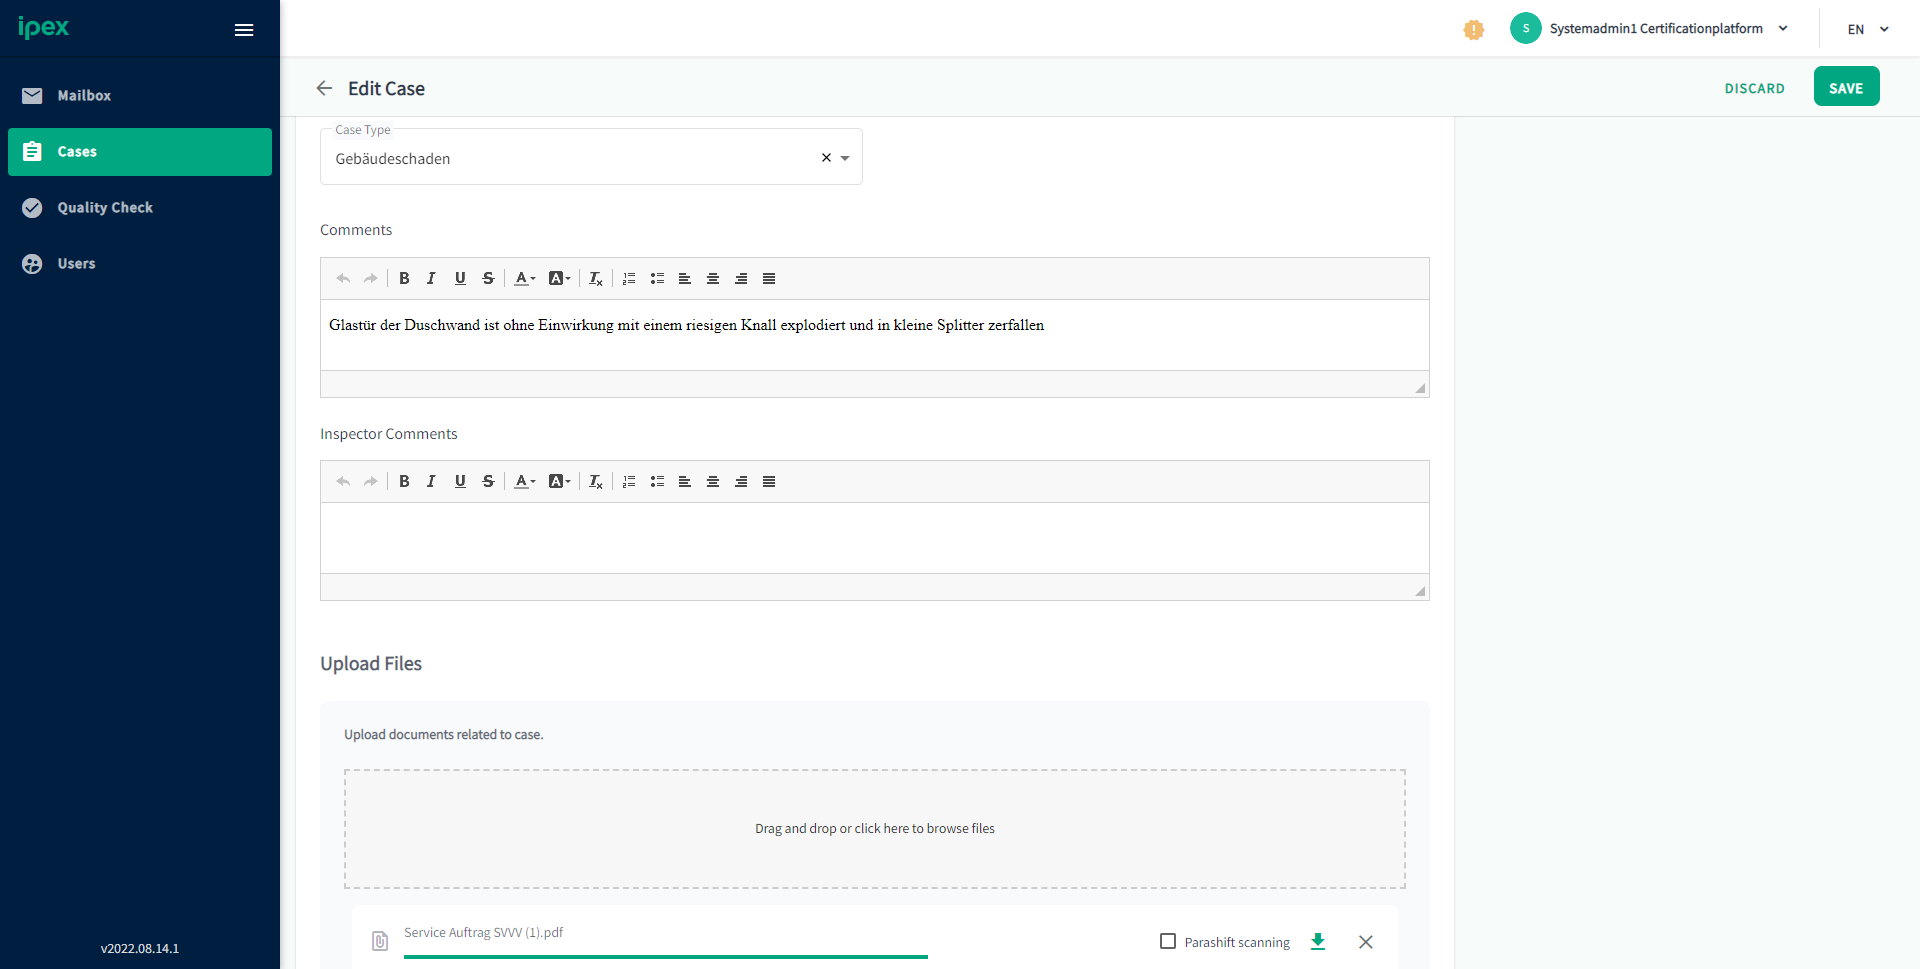 ipex
Systemadmin1 Certificationplatform
S
EN
Edit Case
DISCARD
SAVE
Mailbox
Cases
Quality Check
Users
v2022.08.14.1
Case Type
Gebäudeschaden
Comments
Glastür der Duschwand ist ohne Einwirkung mit einem riesigen Knall explodiert und in kleine Splitter zerfallen
Inspector Comments
Upload Files
Upload documents related to case.
Drag and drop or click here to browse files
Service Auftrag SVVV (1).pdf
Parashift scanning